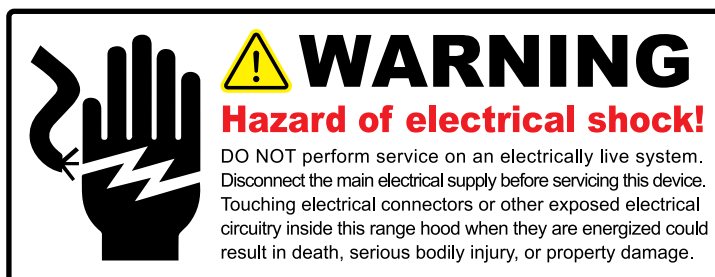 WARNING
Hazard of electrical shock!
DO NOT perform service on an electrically live system.
Disconnect the main electrical supply before servicing this device.
Touching electrical connectors or other exposed electrical
circuitry inside this range hood when they are energized could
result in death, serious bodily injury, or property damage.